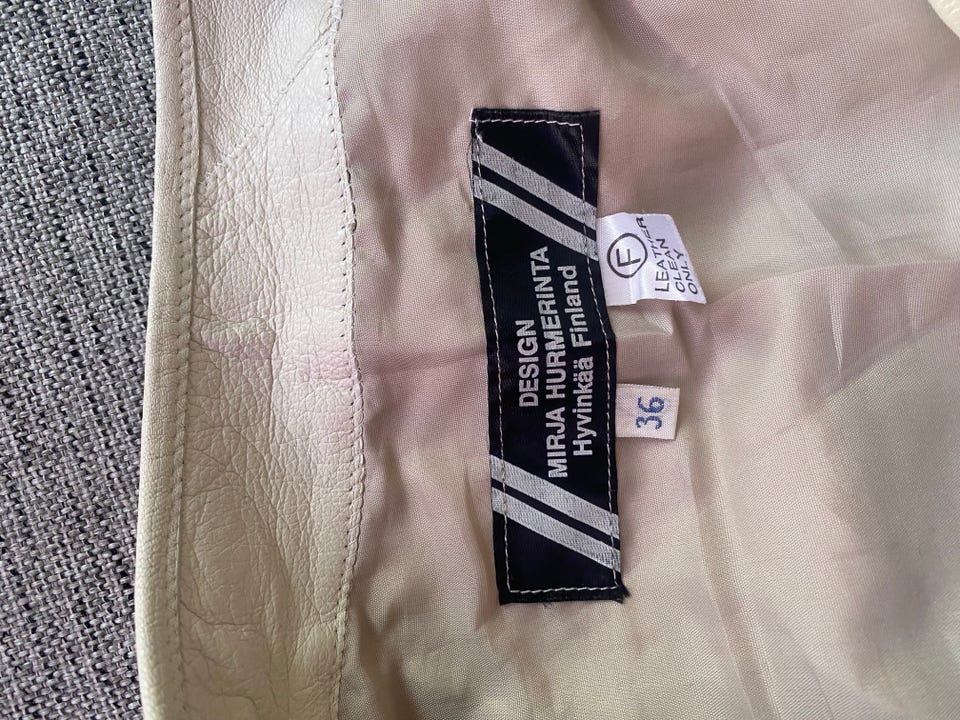 DESIGN
MIRJA HURMERINTA
Hyvinkää Finland
F
LEATHER
CLEAN
ONLY
36